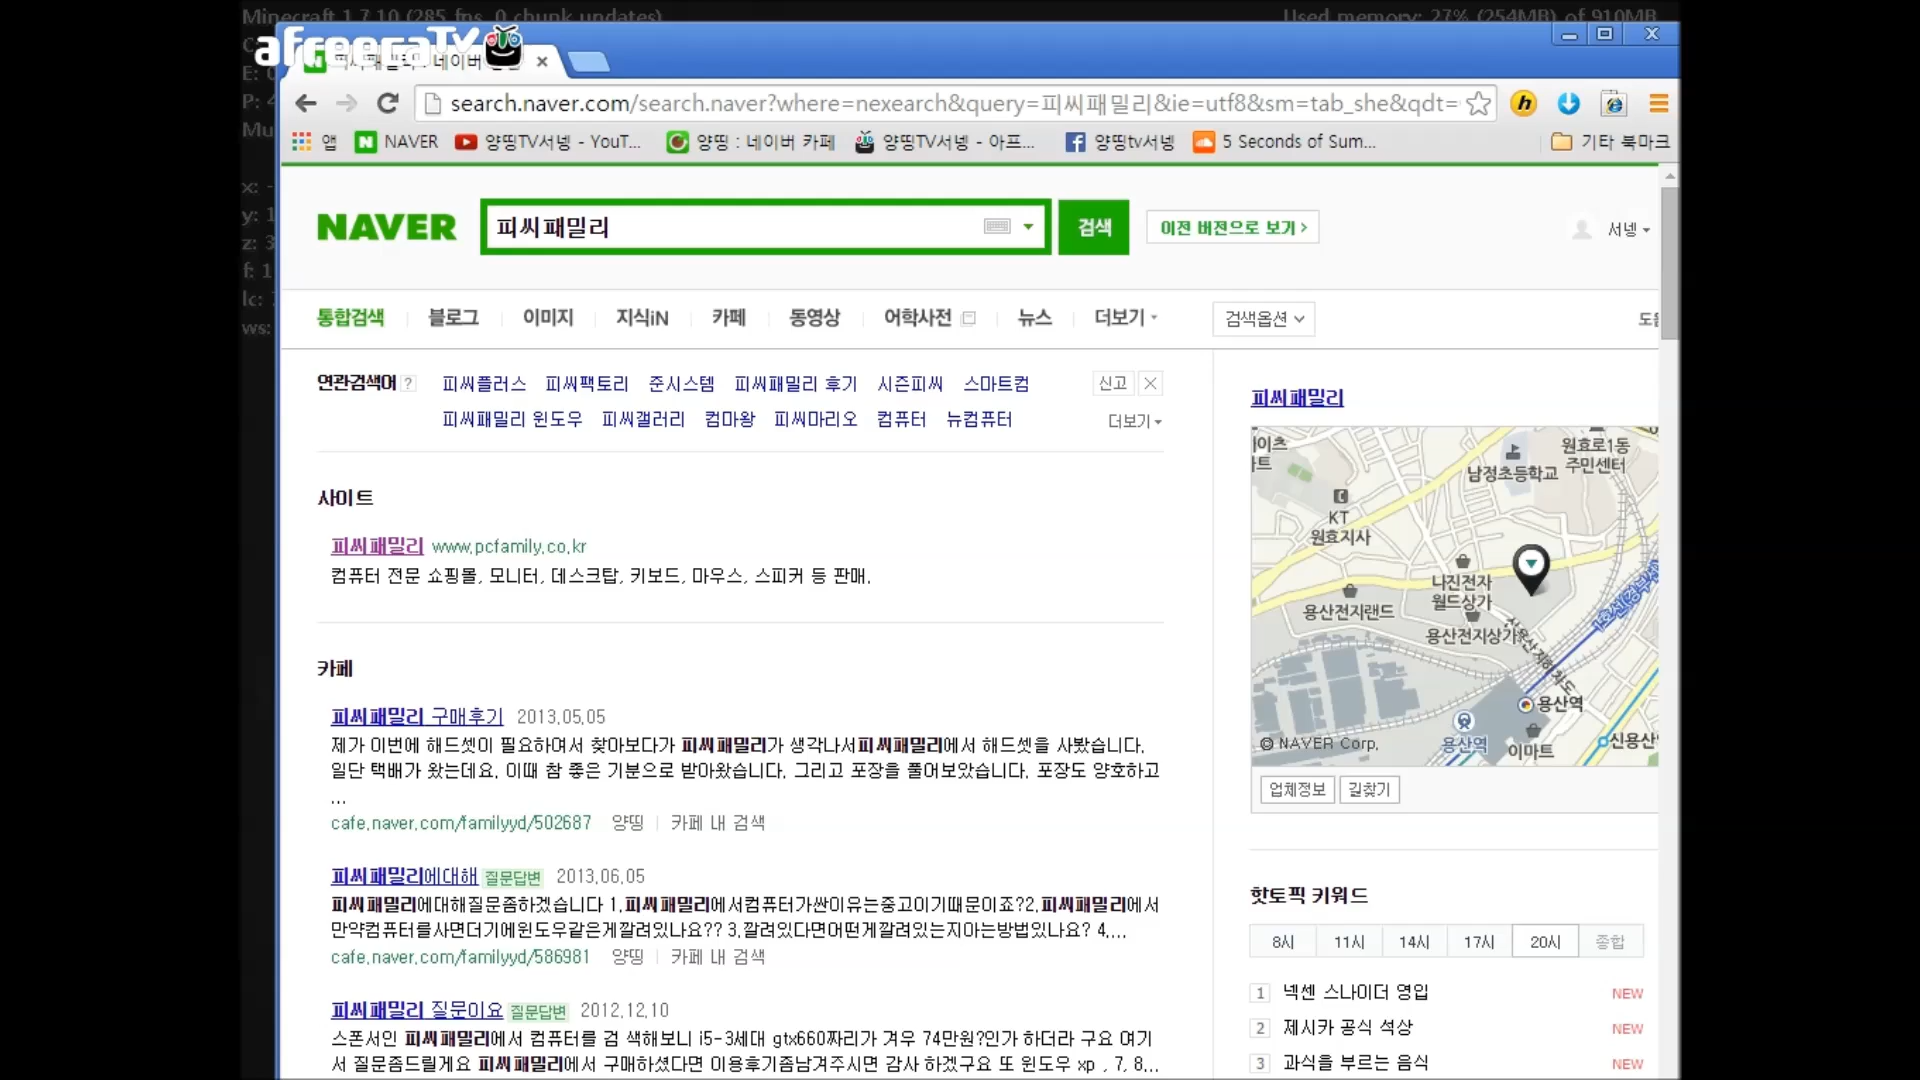 Minecraft 1.7.10 (285 fps, 0 chunk updates)
Used memory: 27% (254MB) of 910MB
afreecaTV
search.naver.com/search.naver?where=nexearch&query=피씨패밀리&ie=utf8&sm=tab_she&qdt=
앱 NAVER 양띵TV서넹 - YouT... 양띵 : 네이버 카페 양띵TV서넹 - 아프... 양띵tv서넹 5 Seconds of Sum... 기타 북마크
NAVER 피씨패밀리 검색 이전 버전으로 보기 > 서넹
통합검색 블로그 이미지 지식iN 카페 동영상 어학사전 뉴스 더보기 검색옵션
연관검색어 ? 피씨플러스 피씨팩토리 준시스템 피씨패밀리 후기 시즌피씨 스마트컴 신고
피씨패밀리 윈도우 피씨갤러리 컴마왕 피씨마리오 컴퓨터 뉴컴퓨터 더보기
사이트
피씨패밀리 www.pcfamily.co.kr
컴퓨터 전문 쇼핑몰, 모니터, 데스크탑, 키보드, 마우스, 스피커 등 판매.
카페
피씨패밀리 구매후기 2013.05.05
제가 이번에 해드셋이 필요하여서 찾아보다가 피씨패밀리가 생각나서피씨패밀리에서 해드셋을 사봤습니다.
일단 택배가 왔는데요. 이때 참 좋은 기분으로 받아왔습니다. 그리고 포장을 풀어보았습니다. 포장도 양호하고
...
cafe.naver.com/familyyd/502687 양띵 카페 내 검색
피씨패밀리에대해 질문답변 2013.06.05
피씨패밀리에대해질문좀하겠습니다 1.피씨패밀리에서컴퓨터가싼이유는중고이기때문이죠?2.피씨패밀리에서
만약컴퓨터를사면더기에윈도우같은게깔려있나요?? 3.깔려있다면어떤게깔려있는지아는방법있나요? 4....
cafe.naver.com/familyyd/586981 양띵 카페 내 검색
피씨패밀리 질문이요 질문답변 2012.12.10
스폰서인 피씨패밀리에서 컴퓨터를 검 색해보니 i5-3세대 gtx660짜리가 겨우 74만원?인가 하더라 구요 여기
서 질문좀드릴게요 피씨패밀리에서 구매하셨다면 이용후기좀남겨주시면 감사 하겠구요 또 윈도우 xp , 7, 8...
피씨패밀리
원효로1동
주민센터
남정초등학교
KT
원효지사
나진전자
월드상가
용산전자랜드
용산전자상가
용산역
용산역
이마트
신용산
© NAVER Corp.
업체정보 길찾기
핫토픽 키워드
8시 11시 14시 17시 20시 종합
1 넥센 스나이더 영입 NEW
2 제시카 공식 석상 NEW
3 과식을 부르는 음식 NEW